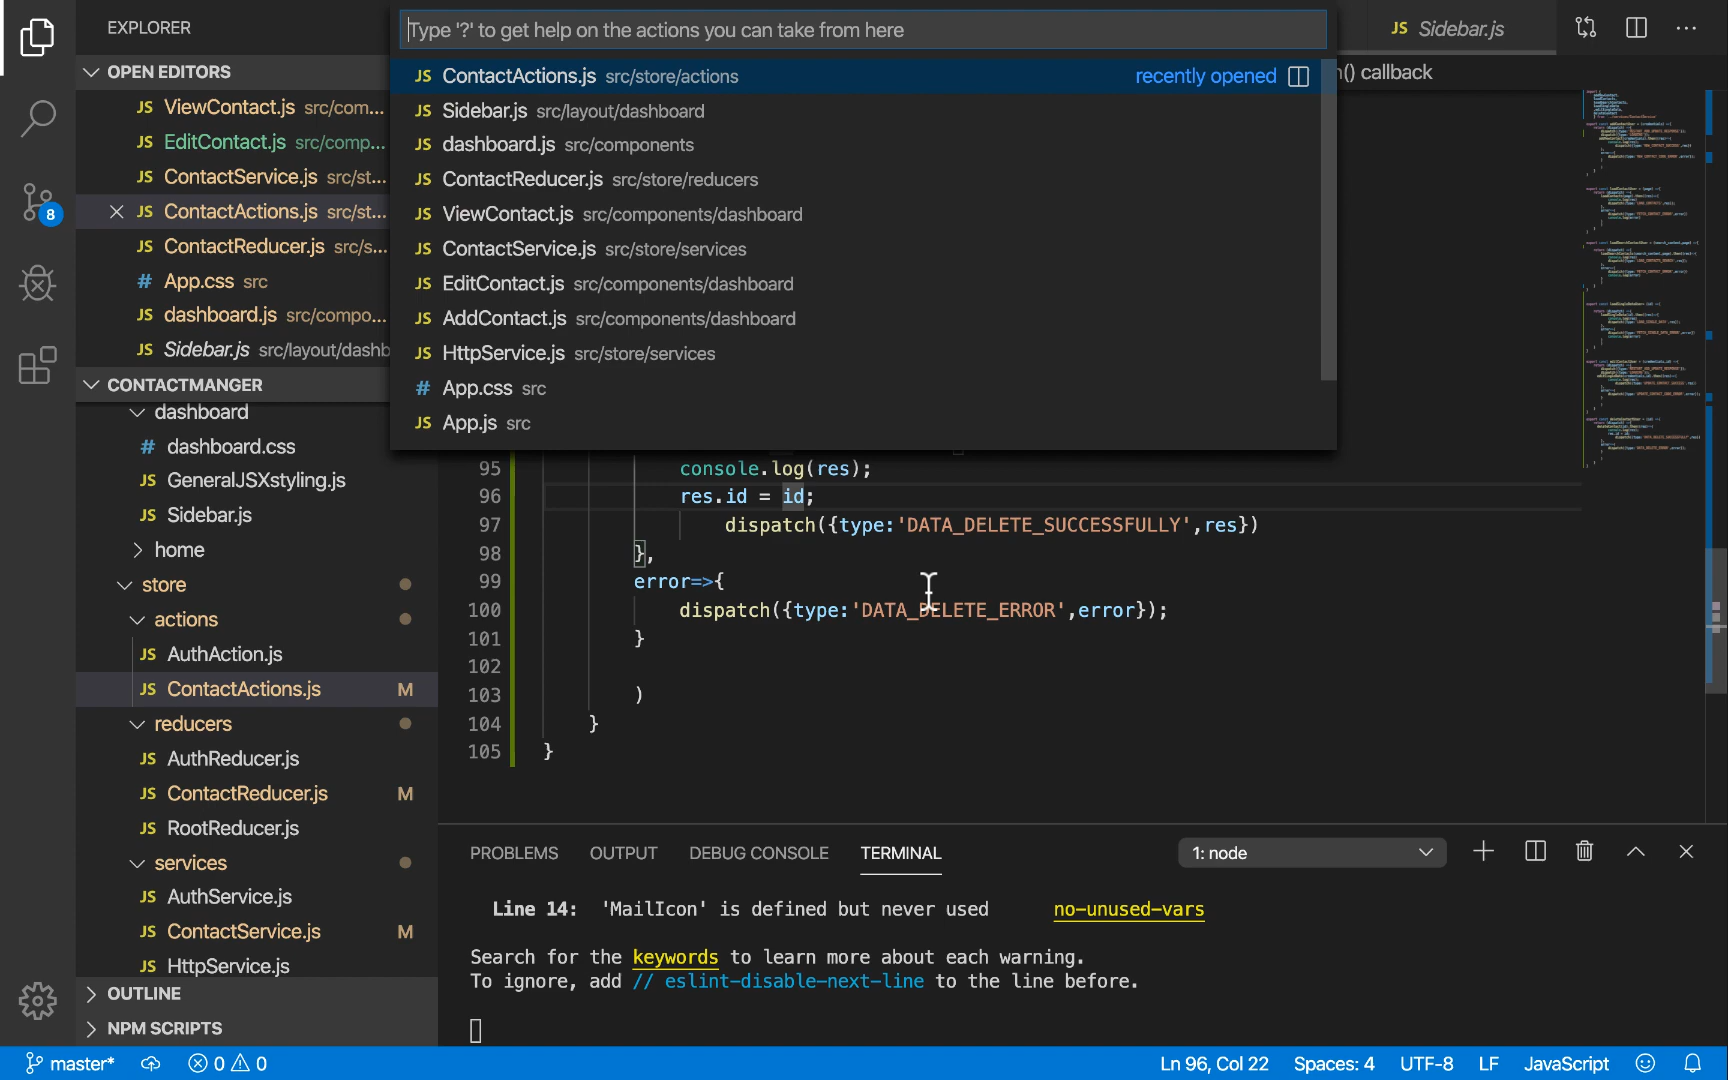 EXPLORER
OPEN EDITORS
JS ViewContact.js src/com...
JS EditContact.js src/comp...
JS ContactService.js src/st...
JS ContactActions.js src/st...
JS ContactReducer.js src/s...
# App.css src
JS dashboard.js src/compo...
JS Sidebar.js src/layout/dashb
CONTACTMANGER
dashboard
# dashboard.css
JS GeneralJSXstyling.js
JS Sidebar.js
home
store
actions
JS AuthAction.js
JS ContactActions.js M
reducers
JS AuthReducer.js
JS ContactReducer.js M
JS RootReducer.js
services
JS AuthService.js
JS ContactService.js M
JS HttpService.js
OUTLINE
NPM SCRIPTS
8
Type '?' to get help on the actions you can take from here
JS ContactActions.js src/store/actions recently opened
JS Sidebar.js src/layout/dashboard
JS dashboard.js src/components
JS ContactReducer.js src/store/reducers
JS ViewContact.js src/components/dashboard
JS ContactService.js src/store/services
JS EditContact.js src/components/dashboard
JS AddContact.js src/components/dashboard
JS HttpService.js src/store/services
# App.css src
JS App.js src
JS Sidebar.js
() callback
95 console.log(res);
96 res.id = id;
97 dispatch({type:'DATA_DELETE_SUCCESSFULLY',res})
98 },
99 error=>{
100 dispatch({type:'DATA_DELETE_ERROR',error});
101 }
102
103 )
104 }
105 }
PROBLEMS OUTPUT DEBUG CONSOLE TERMINAL 1: node
Line 14: 'MailIcon' is defined but never used no-unused-vars
Search for the keywords to learn more about each warning.
To ignore, add // eslint-disable-next-line to the line before.
master* 0 0 Ln 96, Col 22 Spaces: 4 UTF-8 LF JavaScript